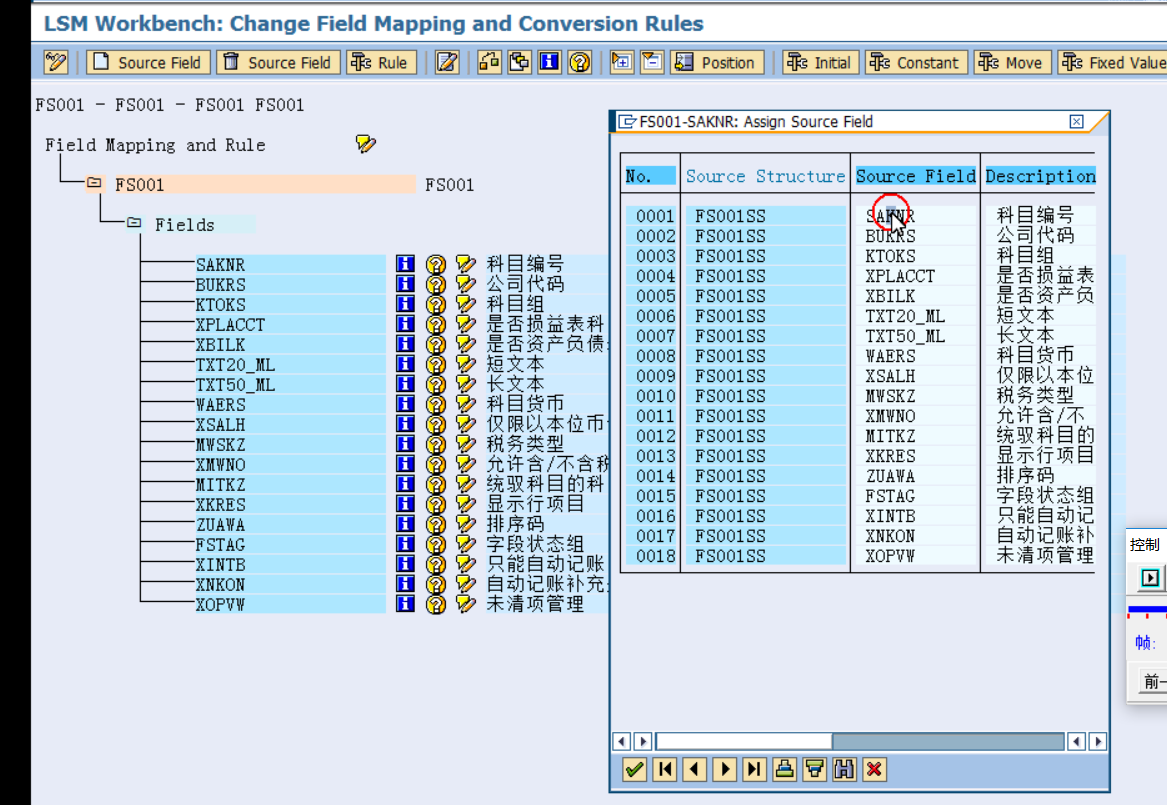 LSM Workbench: Change Field Mapping and Conversion Rules
Source Field Source Field Rule Position Initial Constant Move Fixed Value
FS001 - FS001 - FS001 FS001
Field Mapping and Rule
FS001 FS001
Fields
SAKNR 科目编号
BUKRS 公司代码
KTOKS 科目组
XPLACCT 是否损益表科
XBILK 是否资产负债
TXT20_ML 短文本
TXT50_ML 长文本
WAERS 科目货币
XSALH 仅限以本位币
MWSKZ 税务类型
XMWNO 允许含/不含税
MITKZ 统驭科目的科
XKRES 显示行项目
ZUAWA 排序码
FSTAG 字段状态组
XINTB 只能自动记账
XNKON 自动记账补充
XOPVW 未清项管理
FS001-SAKNR: Assign Source Field
No. Source Structure Source Field Description
0001 FS001SS SAKNR 科目编号
0002 FS001SS BUKRS 公司代码
0003 FS001SS KTOKS 科目组
0004 FS001SS XPLACCT 是否损益表
0005 FS001SS XBILK 是否资产负
0006 FS001SS TXT20_ML 短文本
0007 FS001SS TXT50_ML 长文本
0008 FS001SS WAERS 科目货币
0009 FS001SS XSALH 仅限以本位
0010 FS001SS MWSKZ 税务类型
0011 FS001SS XMWNO 允许含/不
0012 FS001SS MITKZ 统驭科目的
0013 FS001SS XKRES 显示行项目
0014 FS001SS ZUAWA 排序码
0015 FS001SS FSTAG 字段状态组
0016 FS001SS XINTB 只能自动记
0017 FS001SS XNKON 自动记账补
0018 FS001SS XOPVW 未清项管理
控制
帧:
前一